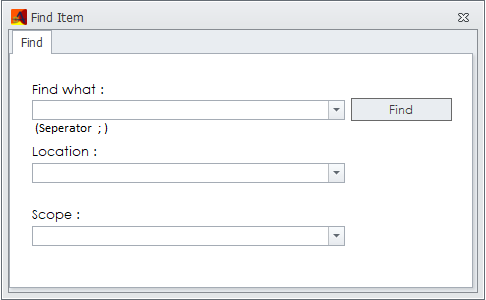 Find Item
Find
Find what :
Find
(Seperator ; )
Location :
Scope :